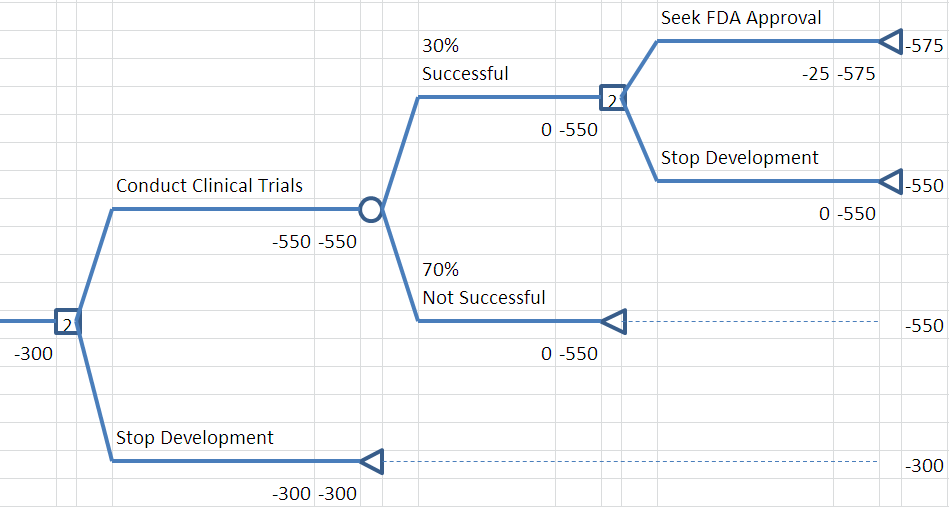 Seek FDA Approval
30%
-575
Successful
-25 -575
2
0 -550
Stop Development
Conduct Clinical Trials
-550
0 -550
-550 -550
70%
Not Successful
2
-550
-300
0 -550
Stop Development
-300
-300 -300